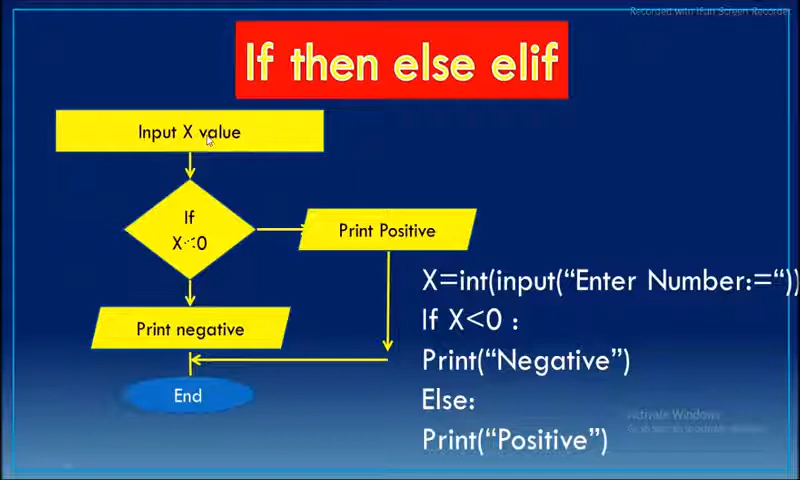 Recorded with iFun Screen Recorder
If then else elif
Input X value
If
X<0
Print Positive
Print negative
End
X=int(input(“Enter Number:=“))
If X<0 :
Print(“Negative”)
Else:
Print(“Positive”)
Activate Windows